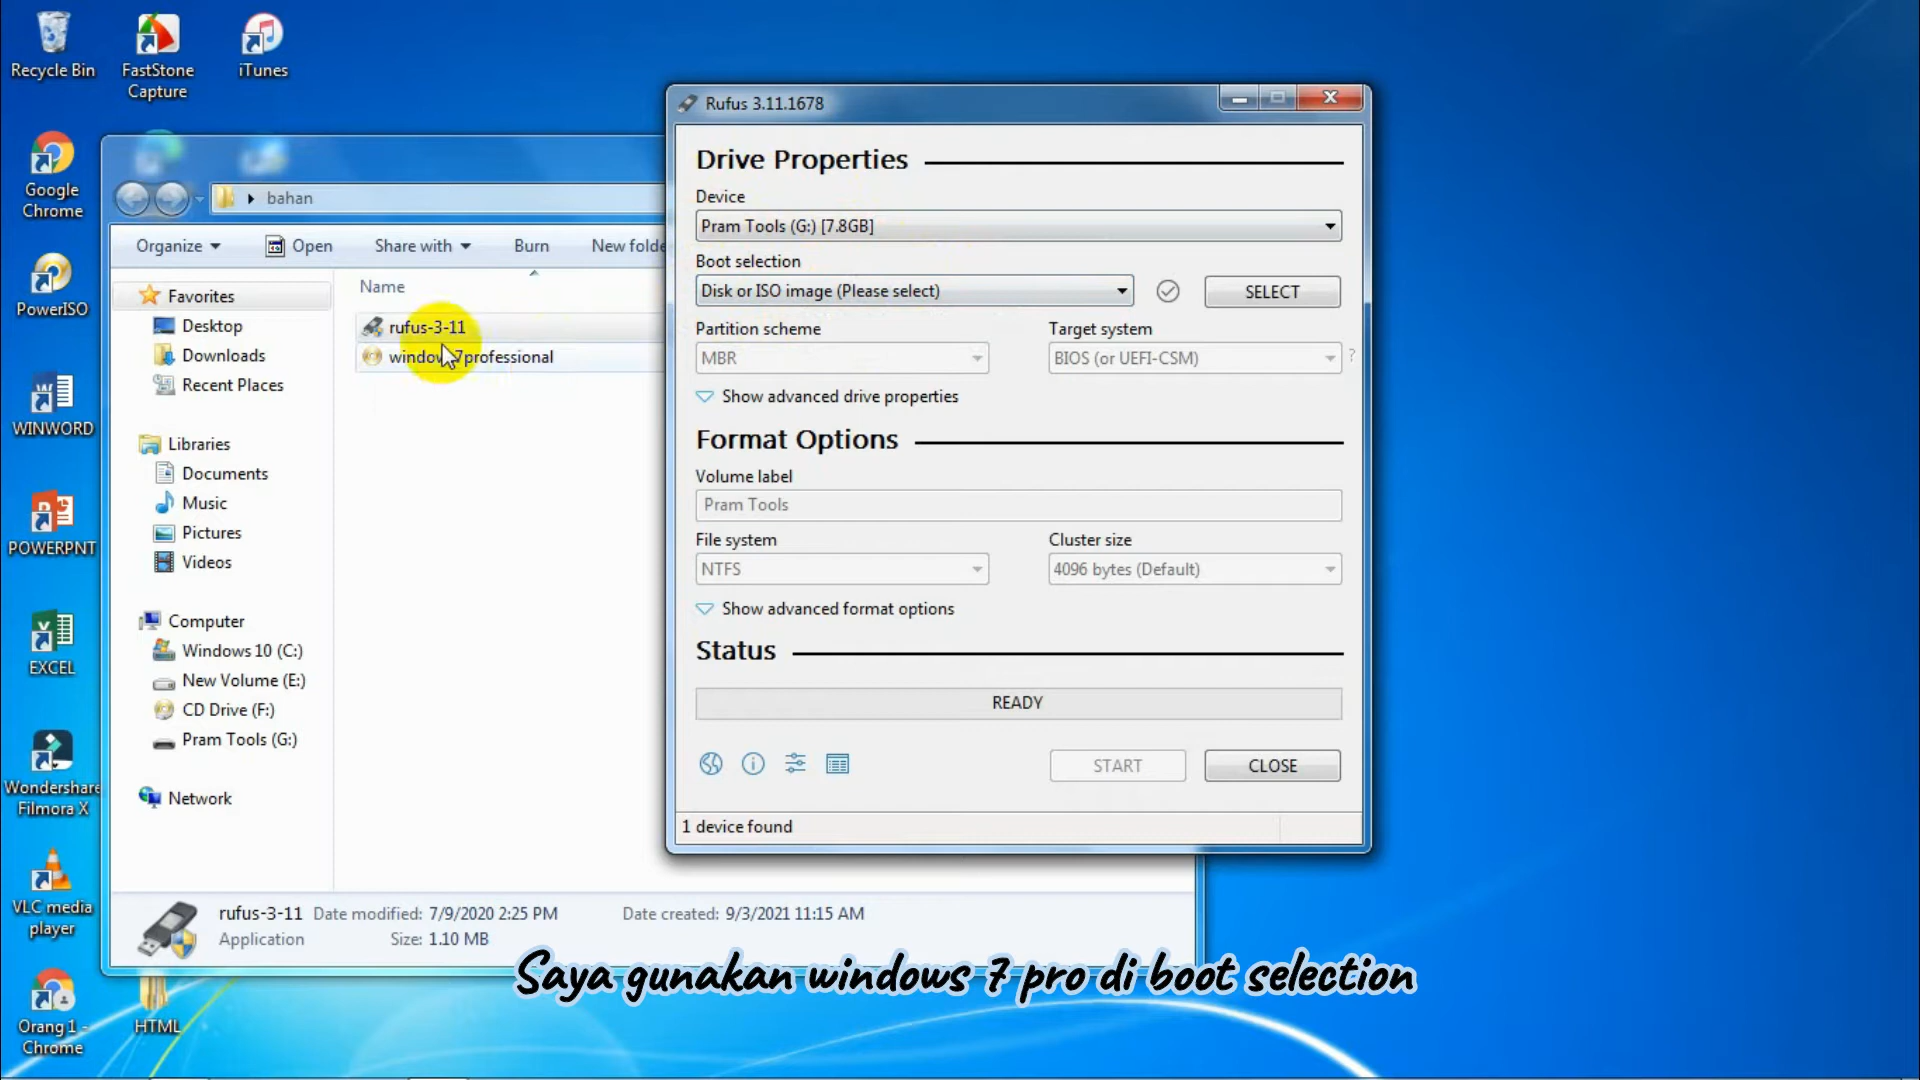 Recycle Bin
FastStone
Capture
iTunes
Google
Chrome
PowerISO
WINWORD
POWERPNT
EXCEL
Wondershare
Filmora X
VLC media
player
Orang 1 -
Chrome
HTML
bahan
Organize
Open
Share with
Burn
New folde
Name
Favorites
Desktop
Downloads
Recent Places
Libraries
Documents
Music
Pictures
Videos
Computer
Windows 10 (C:)
New Volume (E:)
CD Drive (F:)
Pram Tools (G:)
Network
rufus-3-11
window 7professional
rufus-3-11 Date modified: 7/9/2020 2:25 PM Date created: 9/3/2021 11:15 AM
Application Size: 1.10 MB
Rufus 3.11.1678
Drive Properties
Device
Pram Tools (G:) [7.8GB]
Boot selection
Disk or ISO image (Please select)
SELECT
Partition scheme Target system
MBR BIOS (or UEFI-CSM) ?
Show advanced drive properties
Format Options
Volume label
Pram Tools
File system Cluster size
NTFS 4096 bytes (Default)
Show advanced format options
Status
READY
START CLOSE
1 device found
Saya gunakan windows 7 pro di boot selection